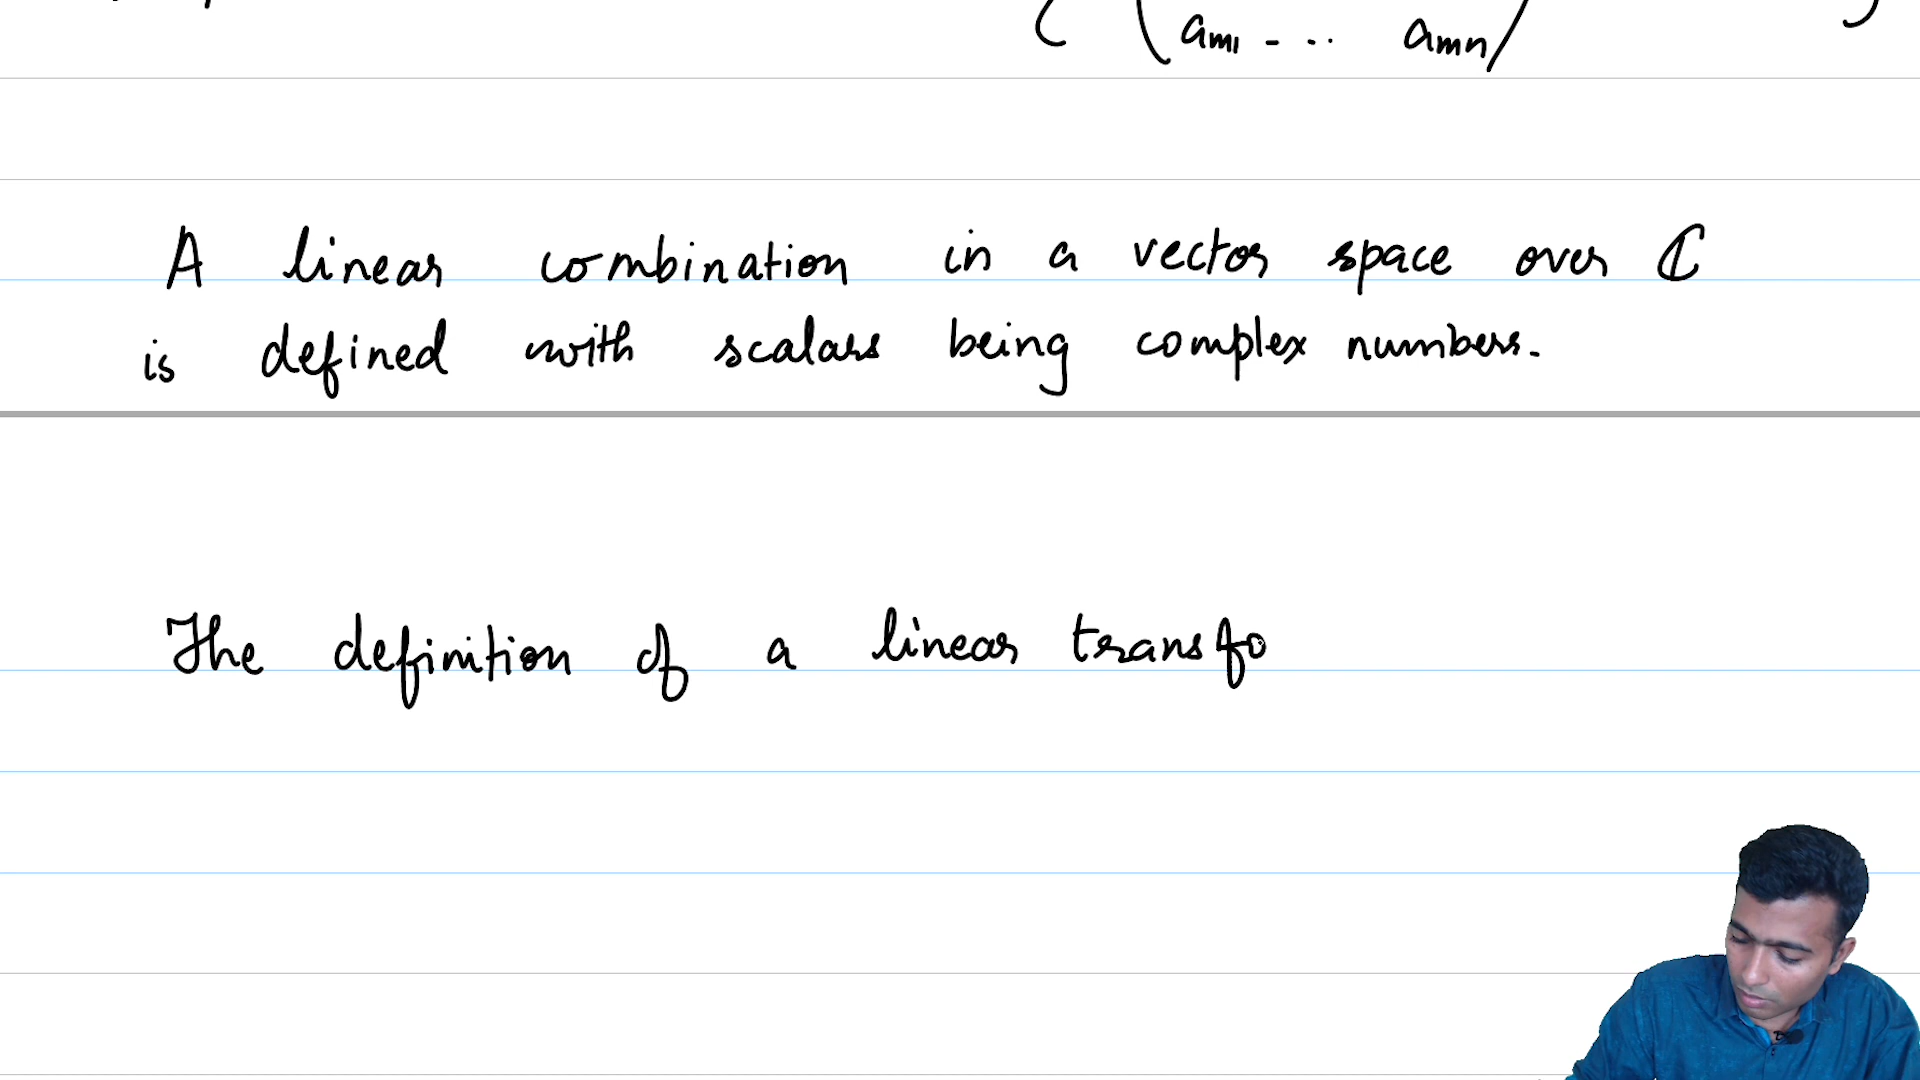 ( ( am1 - .. amn )
A linear combination in a vector space over ℂ
is defined with scalars being complex numbers.
The definition of a linear transfo